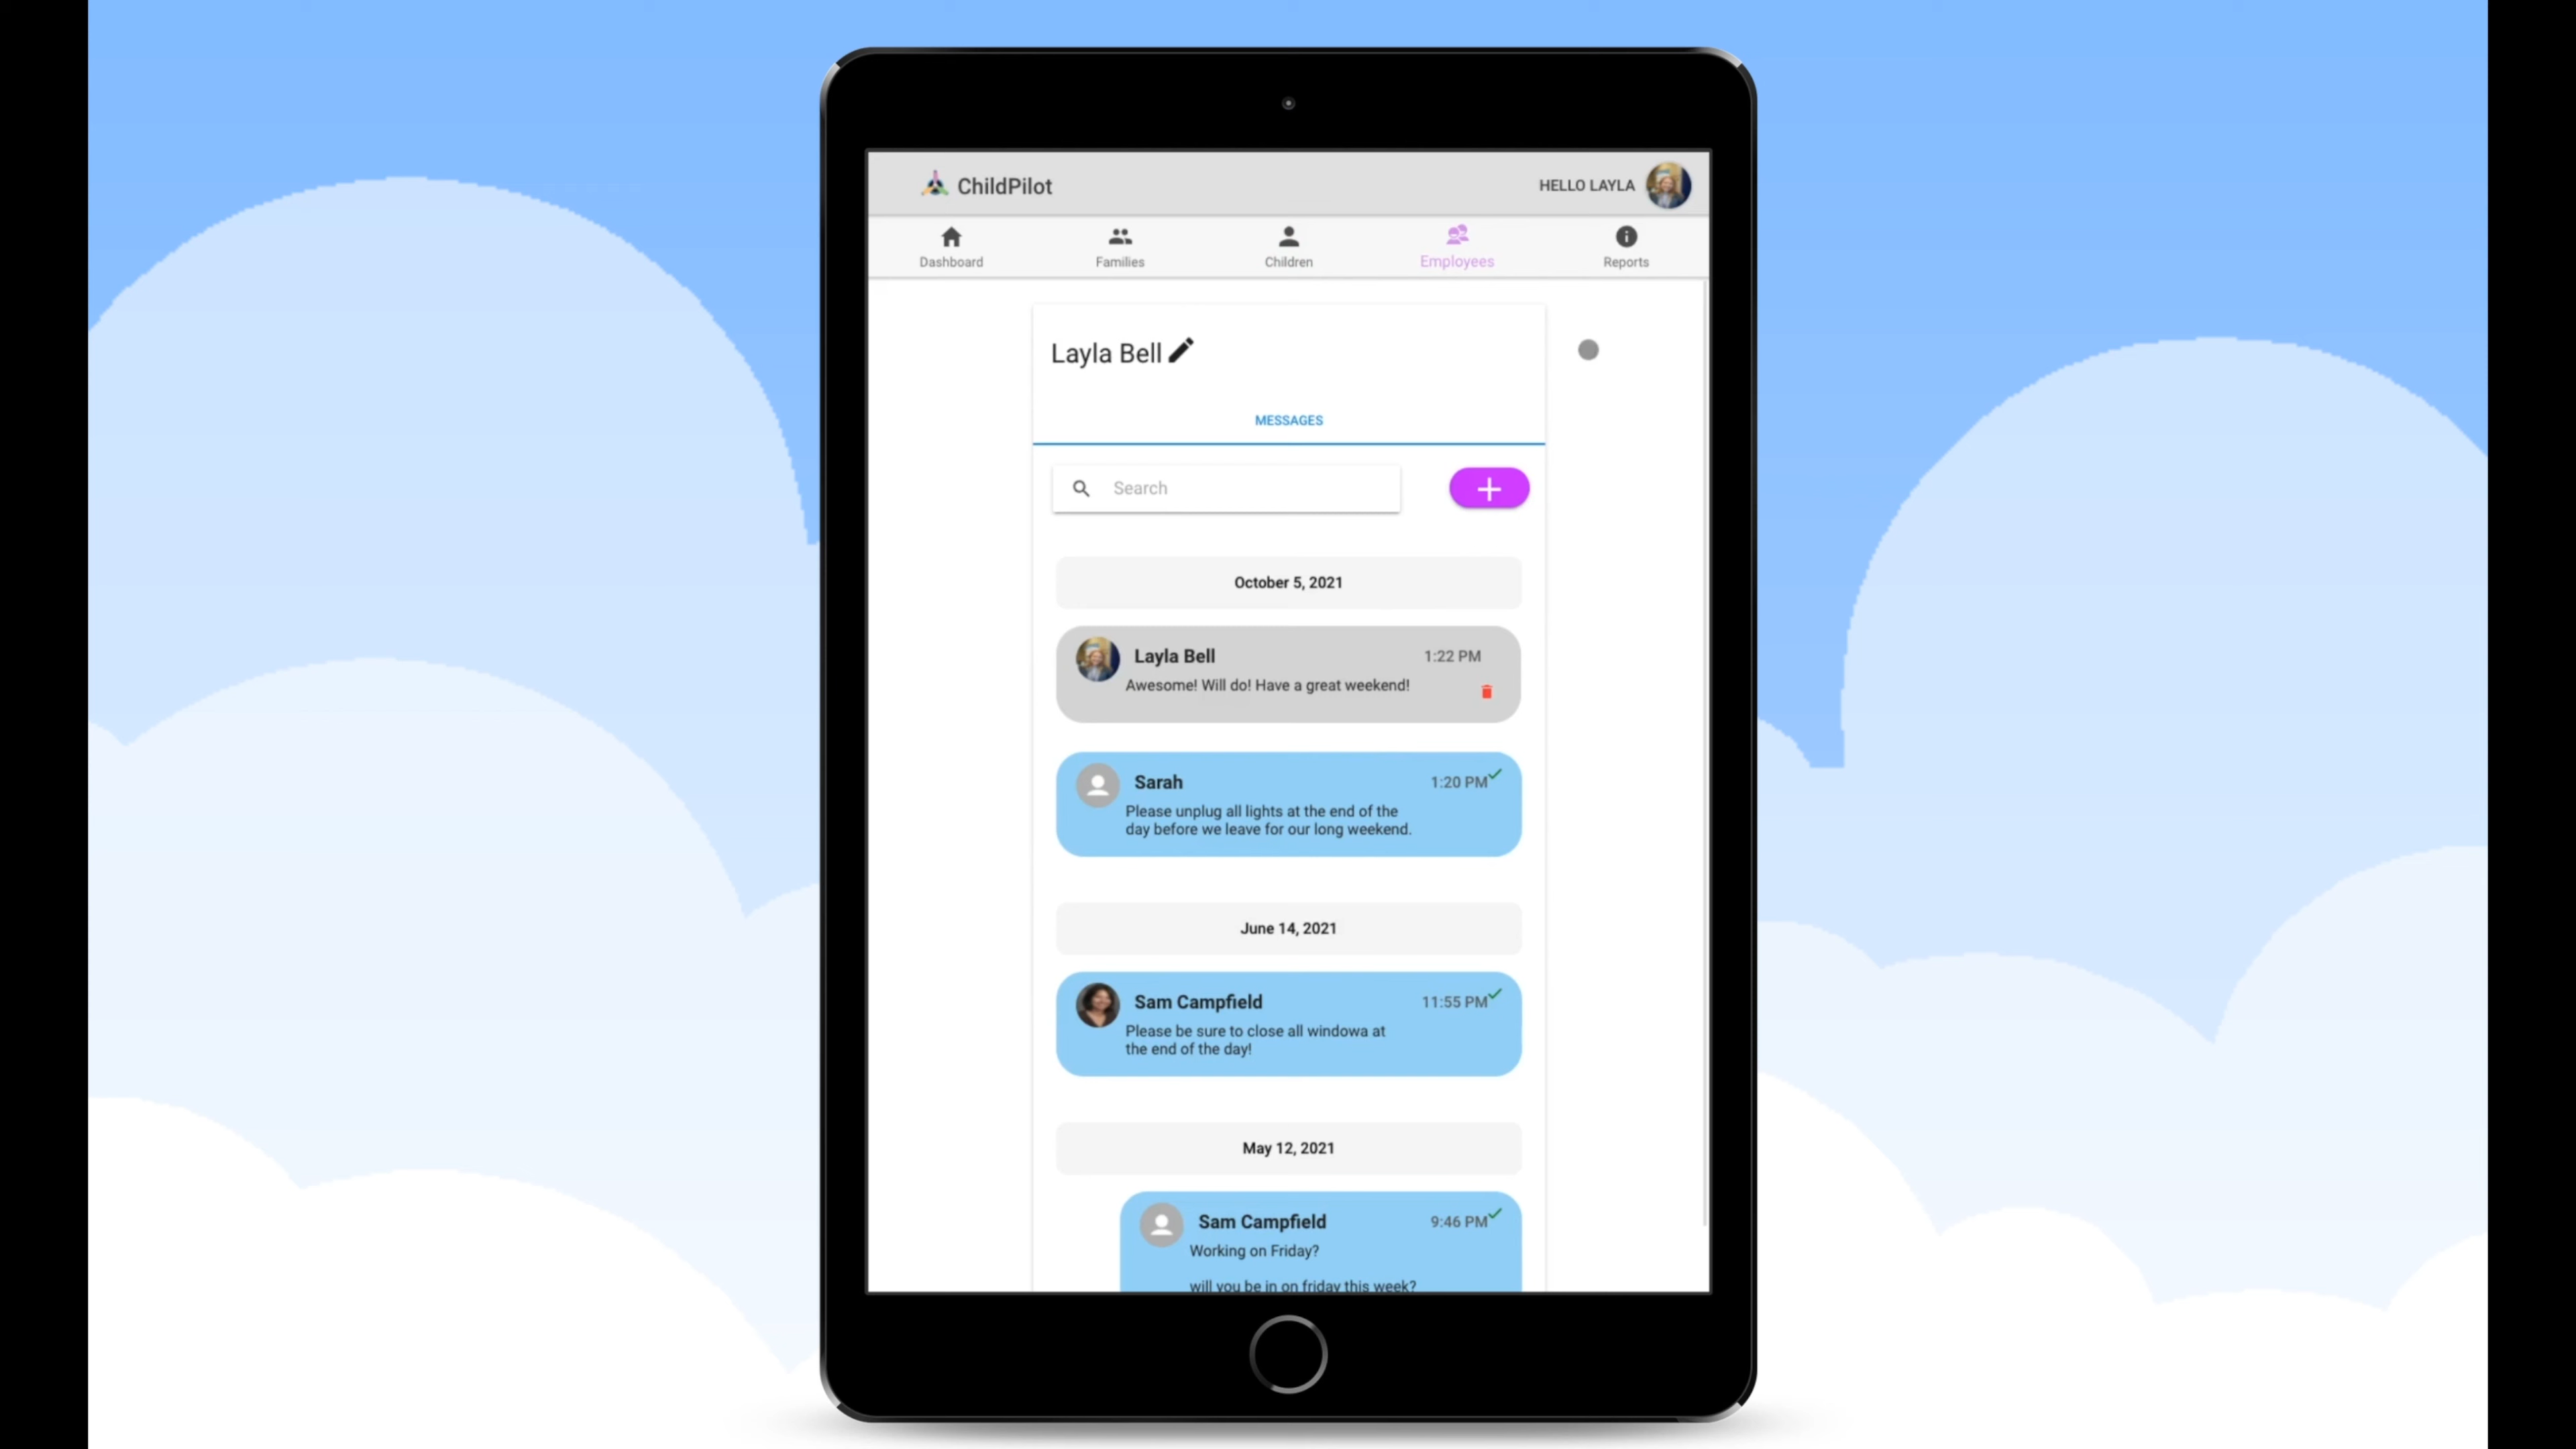 ChildPilot
HELLO LAYLA
Dashboard
Families
Children
Employees
Reports
Layla Bell
MESSAGES
Search
October 5, 2021
Layla Bell
1:22 PM
Awesome! Will do! Have a great weekend!
Sarah
1:20 PM
Please unplug all lights at the end of the
day before we leave for our long weekend.
June 14, 2021
Sam Campfield
11:55 PM
Please be sure to close all windowa at
the end of the day!
May 12, 2021
Sam Campfield
9:46 PM
Working on Friday?
will you be in on friday this week?